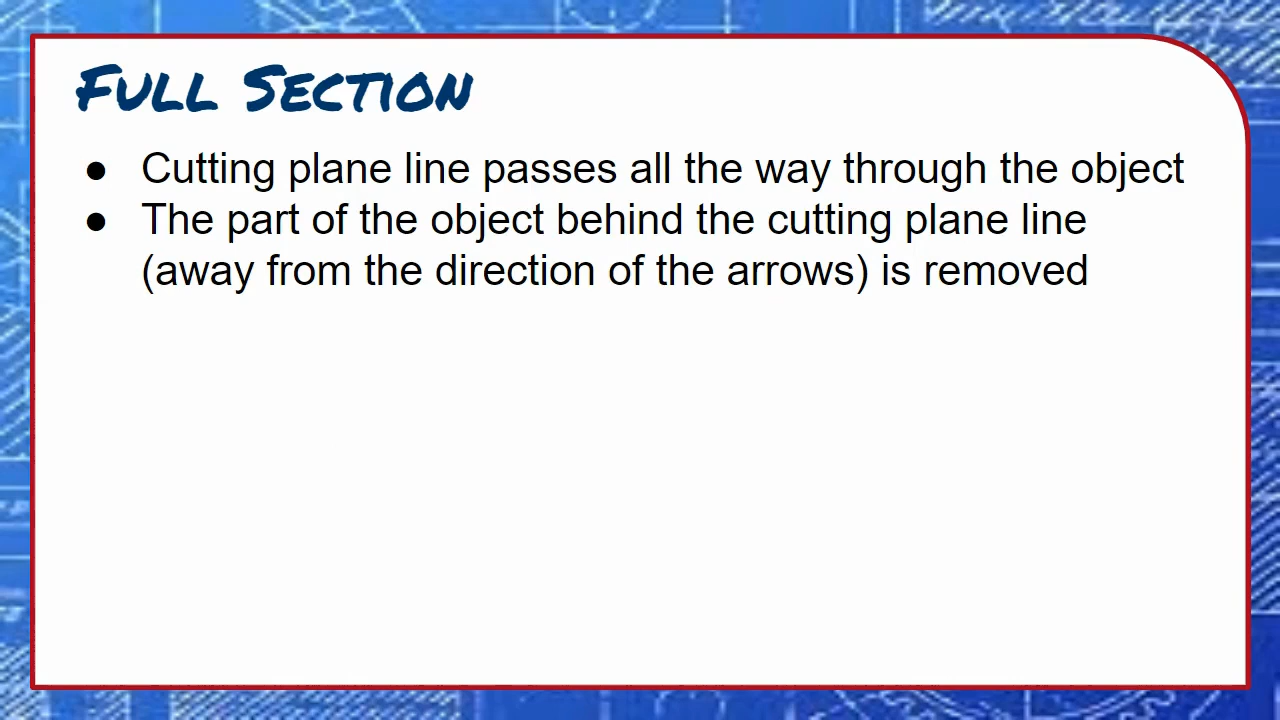 Full Section
● Cutting plane line passes all the way through the object
● The part of the object behind the cutting plane line
(away from the direction of the arrows) is removed